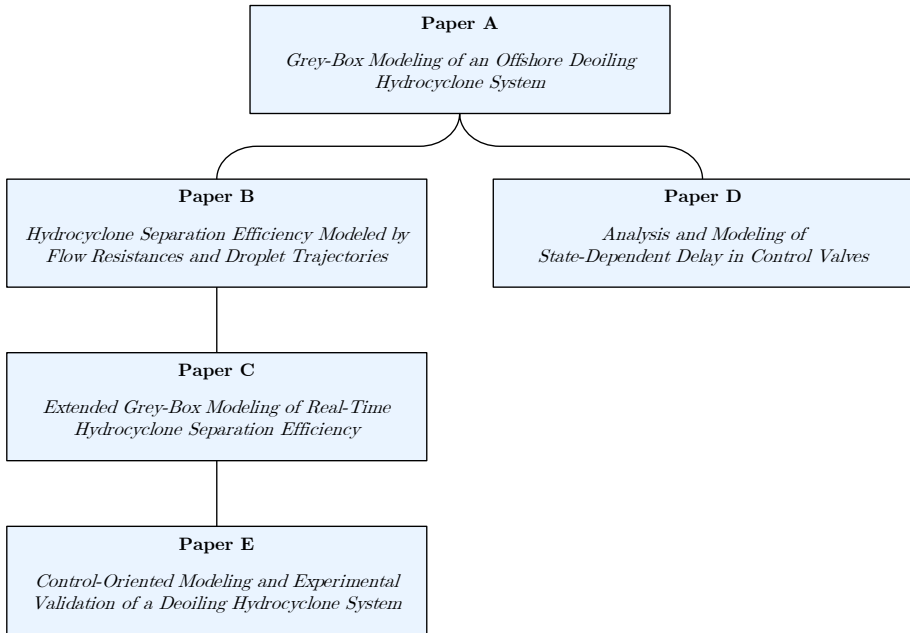 Paper A
Grey-Box Modeling of an Offshore Deoiling
Hydrocyclone System
Paper B
Hydrocyclone Separation Efficiency Modeled by
Flow Resistances and Droplet Trajectories
Paper D
Analysis and Modeling of
State-Dependent Delay in Control Valves
Paper C
Extended Grey-Box Modeling of Real-Time
Hydrocyclone Separation Efficiency
Paper E
Control-Oriented Modeling and Experimental
Validation of a Deoiling Hydrocyclone System